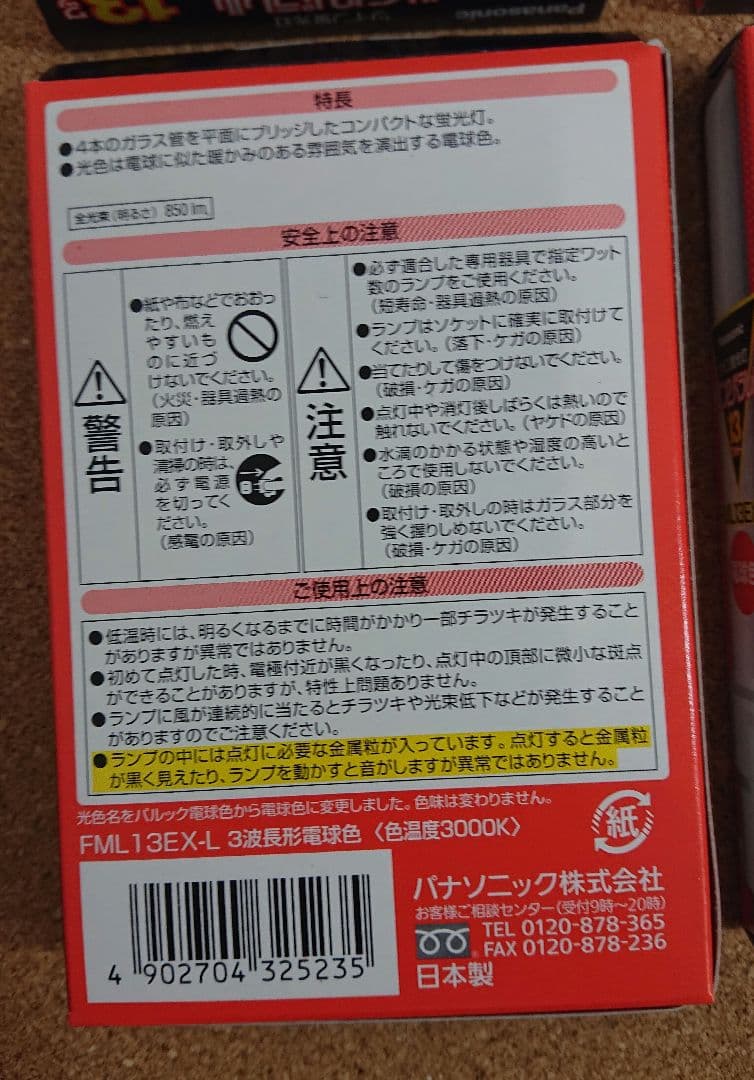 Panasonic
特長
●4本のガラス管を平面にブリッジしたコンパクトな蛍光灯。
●光色は電球に似た暖かみのある雰囲気を演出する電球色。
全光束(明るさ) 850 lm
安全上の注意
警告
●紙や布などでおおっ
たり、燃え
やすいも
のに近づ
けないでください。
(火災・器具過熱の
原因)
●取付け・取外しや
清掃の時は、
必ず電源
を切ってく
ださい。
(感電の原因)
注意
●必ず適合した専用器具で指定ワット
数のランプをご使用ください。
(短寿命・器具過熱の原因)
●ランプはソケットに確実に取付けて
ください。(落下・ケガの原因)
●当てたりして傷をつけないでください。
(破損・ケガの原因)
●点灯中や消灯後しばらくは熱いので
触れないでください。(ヤケドの原因)
●水滴のかかる状態や湿度の高いと
ころで使用しないでください。
(破損の原因)
●取付け・取外しの時はガラス部分を
強く握りしめないでください。
(破損・ケガの原因)
ご使用上の注意
●低温時には、明るくなるまでに時間がかかり一部チラツキが発生すること
がありますが異常ではありません。
●初めて点灯した時、電極付近が黒くなったり、点灯中の頂部に微小な斑点
ができることがありますが、特性上問題ありません。
●ランプに風が連続的に当たるとチラツキや光束低下などが発生すること
がありますのでご注意ください。
●ランプの中には点灯に必要な金属粒が入っています。点灯すると金属粒
が黒く見えたり、ランプを動かすと音がしますが異常ではありません。
光色名をパルック電球色から電球色に変更しました。色味は変わりません。
FML13EX-L 3波長形電球色 〈色温度3000K〉
紙
パナソニック株式会社
お客様ご相談センター(受付9時～20時)
TEL 0120-878-365
FAX 0120-878-236
日本製
4 902704 325235